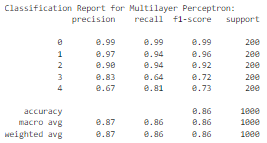 Classification Report for Multilayer Perceptron:
precision recall f1-score support
0 0.99 0.99 0.99 200
1 0.97 0.94 0.96 200
2 0.90 0.94 0.92 200
3 0.83 0.64 0.72 200
4 0.67 0.81 0.73 200
accuracy 0.86 1000
macro avg 0.87 0.86 0.86 1000
weighted avg 0.87 0.86 0.86 1000